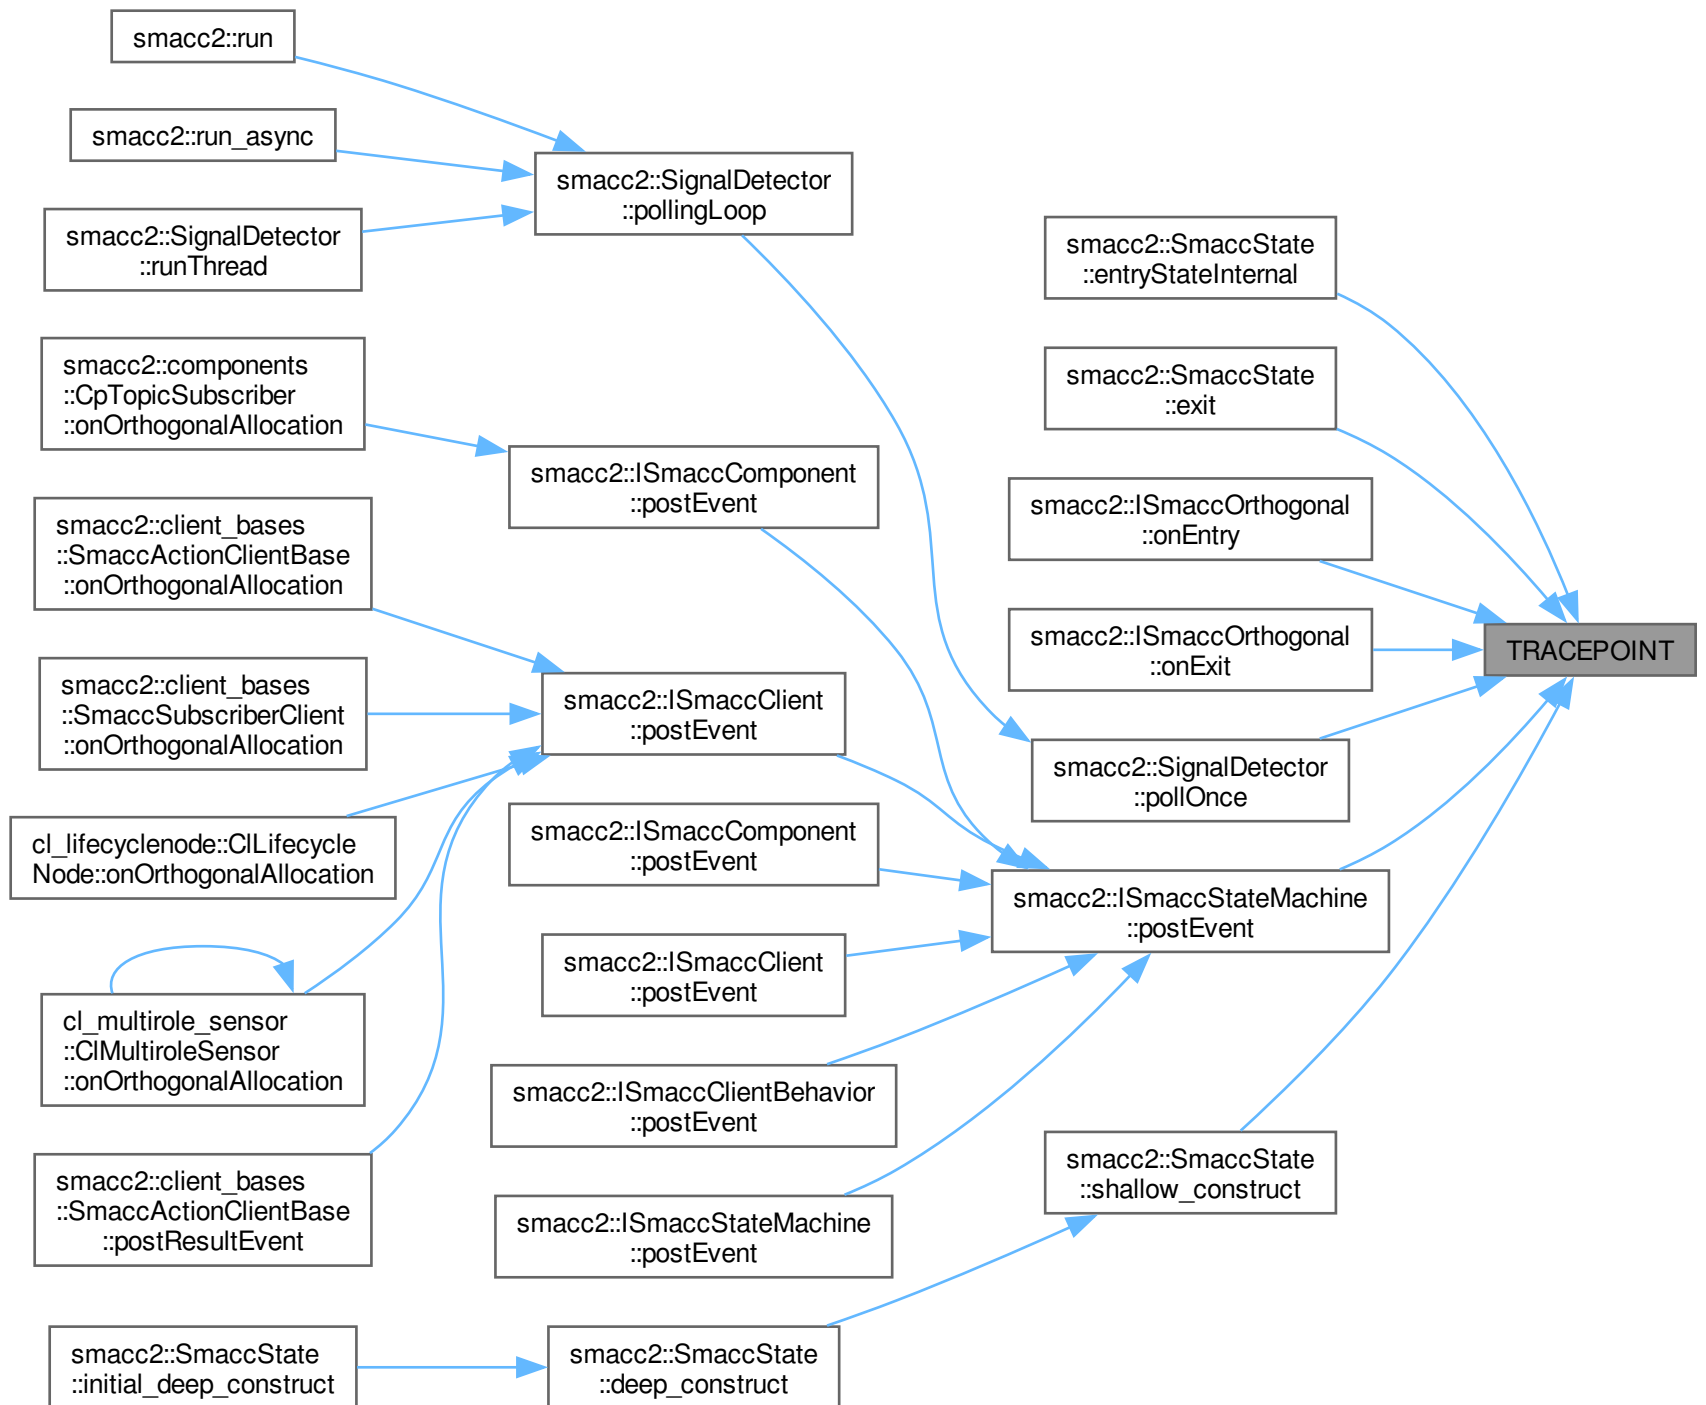 smacc2::run
smacc2::run_async
smacc2::SignalDetector
::runThread
smacc2::components
::CpTopicSubscriber
::onOrthogonalAllocation
smacc2::client_bases
::SmaccActionClientBase
::onOrthogonalAllocation
smacc2::client_bases
::SmaccSubscriberClient
::onOrthogonalAllocation
cl_lifecyclenode::ClLifecycle
Node::onOrthogonalAllocation
cl_multirole_sensor
::ClMultiroleSensor
::onOrthogonalAllocation
smacc2::client_bases
::SmaccActionClientBase
::postResultEvent
smacc2::SmaccState
::initial_deep_construct
smacc2::SignalDetector
::pollingLoop
smacc2::ISmaccComponent
::postEvent
smacc2::ISmaccClient
::postEvent
smacc2::ISmaccComponent
::postEvent
smacc2::ISmaccClient
::postEvent
smacc2::ISmaccClientBehavior
::postEvent
smacc2::ISmaccStateMachine
::postEvent
smacc2::SmaccState
::deep_construct
smacc2::SmaccState
::entryStateInternal
smacc2::SmaccState
::exit
smacc2::ISmaccOrthogonal
::onEntry
smacc2::ISmaccOrthogonal
::onExit
smacc2::SignalDetector
::pollOnce
smacc2::ISmaccStateMachine
::postEvent
smacc2::SmaccState
::shallow_construct
TRACEPOINT